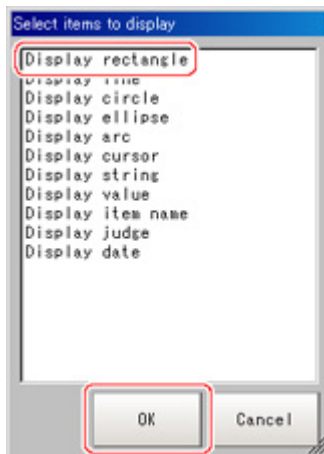 Select items to display
Display rectangle
Display line
Display circle
Display ellipse
Display arc
Display cursor
Display string
Display value
Display item name
Display judge
Display date
OK
Cancel